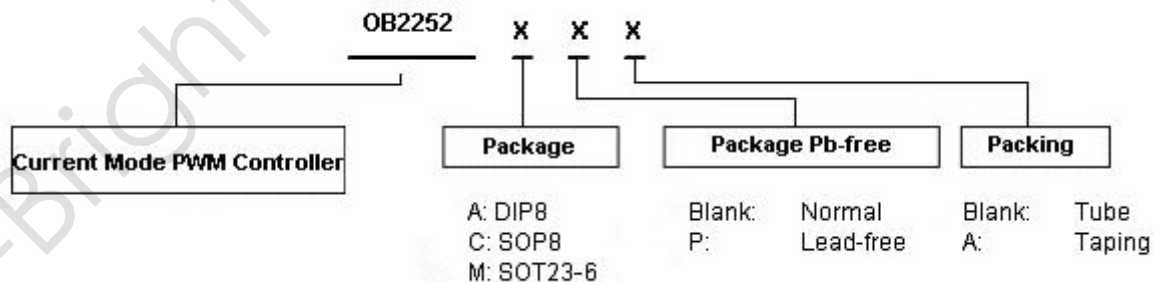 OB2252 X X X
Current Mode PWM Controller
Package
A: DIP8
C: SOP8
M: SOT23-6
Package Pb-free
Blank: Normal
P: Lead-free
Packing
Blank: Tube
A: Taping
Bright